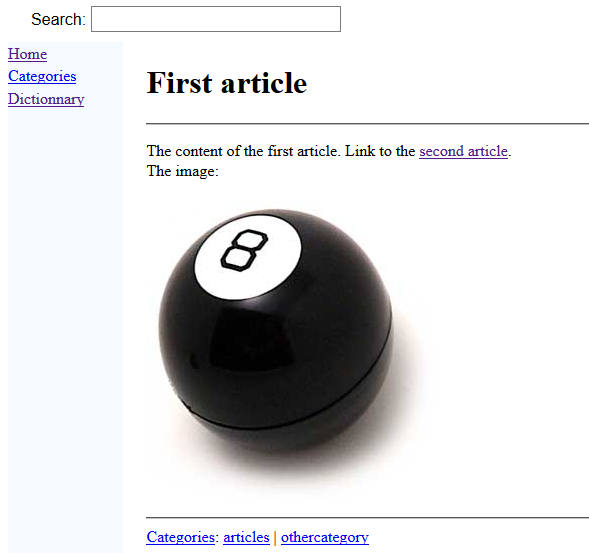 Search:
Home
Categories
Dictionnary
First article
The content of the first article. Link to the second article.
The image:
8
Categories: articles | othercategory